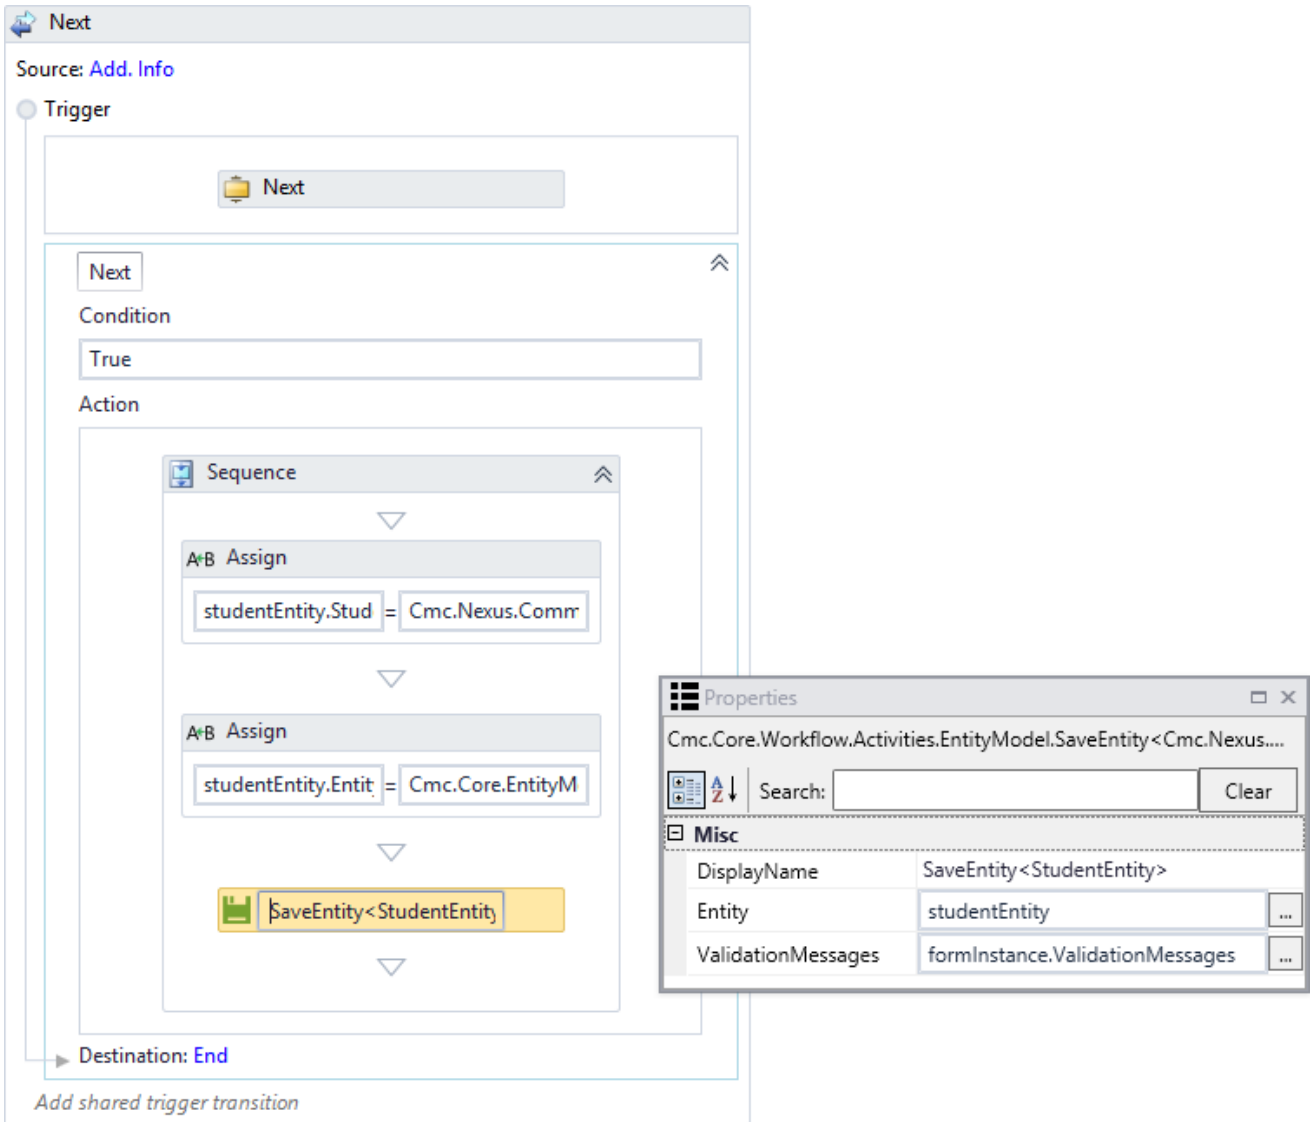 Next
Source: Add. Info
Trigger
Next
Next
Condition
True
Action
Sequence
A+B Assign
studentEntity.Stud = Cmc.Nexus.Comm
A+B Assign
studentEntity.Entit = Cmc.Core.EntityM
SaveEntity<StudentEntity
Destination: End
Add shared trigger transition
Properties
Cmc.Core.Workflow.Activities.EntityModel.SaveEntity<Cmc.Nexus....
A Z Search: Clear
Misc
DisplayName SaveEntity<StudentEntity>
Entity studentEntity ...
ValidationMessages formInstance.ValidationMessages ...